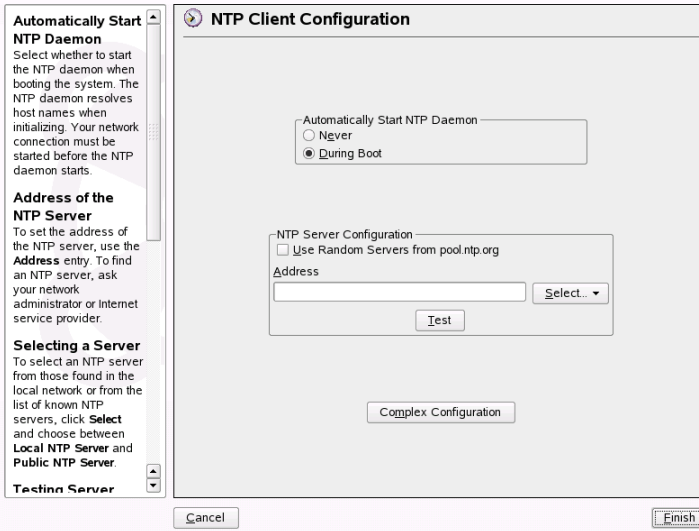 Automatically Start
NTP Daemon
Select whether to start
the NTP daemon when
booting the system. The
NTP daemon resolves
host names when
initializing. Your network
connection must be
started before the NTP
daemon starts.
Address of the
NTP Server
To set the address of
the NTP server, use the
Address entry. To find
an NTP server, ask
your network
administrator or Internet
service provider.
Selecting a Server
To select an NTP server
from those found in the
local network or from the
list of known NTP
servers, click Select
and choose between
Local NTP Server and
Public NTP Server.
Testing Server
NTP Client Configuration
Automatically Start NTP Daemon
Never
During Boot
NTP Server Configuration
Use Random Servers from pool.ntp.org
Address
Select...
Test
Complex Configuration
Cancel
Finish